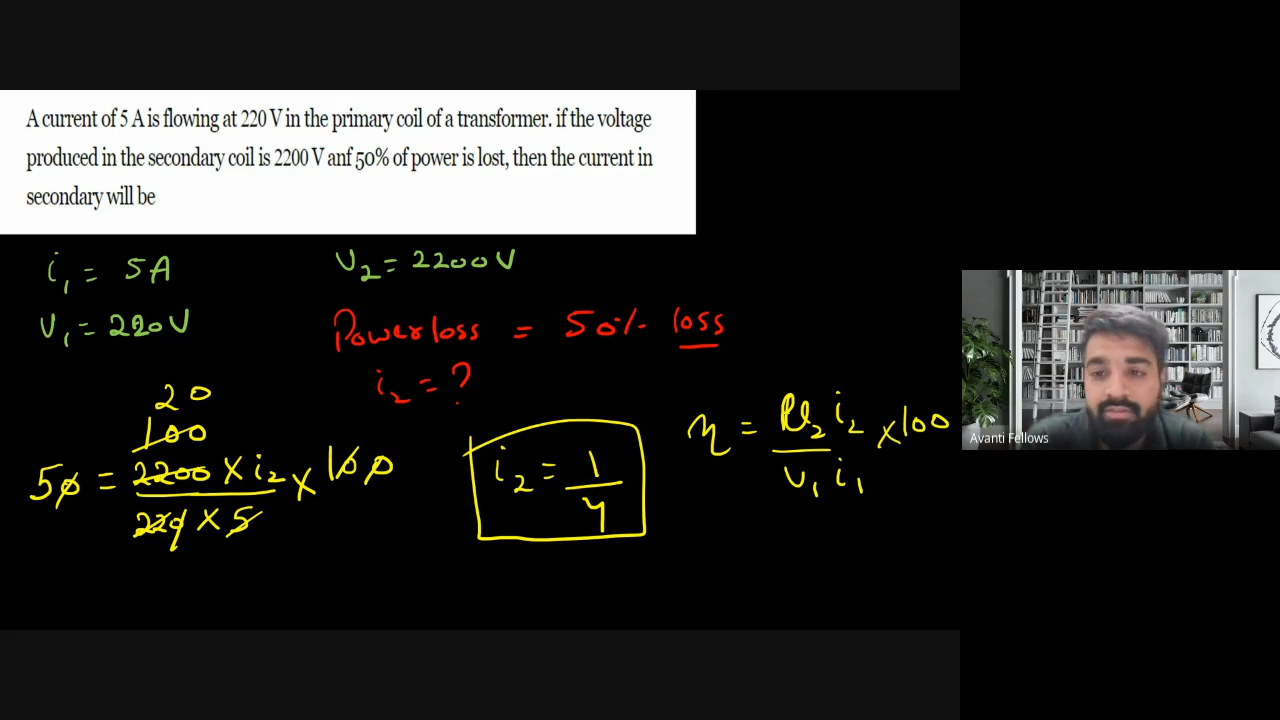 A current of 5 A is flowing at 220 V in the primary coil of a transformer. if the voltage
produced in the secondary coil is 2200 V anf 50% of power is lost, then the current in
secondary will be
i₁ = 5A
V₂ = 2200V
V₁ = 220V
Power loss = 50% loss
i₂ = ?
20
100
50 = 2200 × i₂ × 100
220 × 5
i₂ = 1
4
η = V₂ i₂ × 100
V₁ i₁
Avanti Fellows